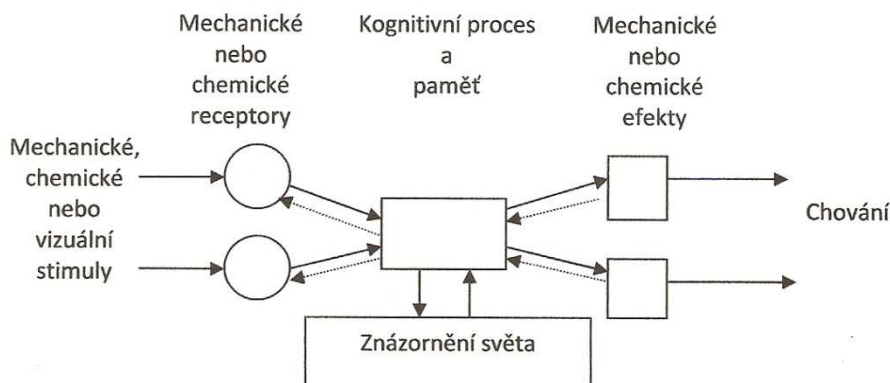 Mechanické
nebo
chemické
receptory
Kognitivní proces
a
paměť
Mechanické
nebo
chemické
efekty
Mechanické,
chemické
nebo
vizuální
stimuly
Chování
Znázornění světa